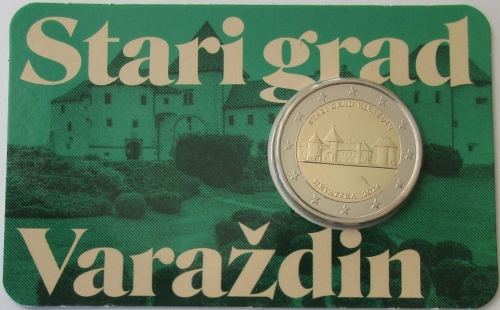 Stari grad
STARI GRAD VARAŽDIN
HRVATSKA 2024
Varaždin